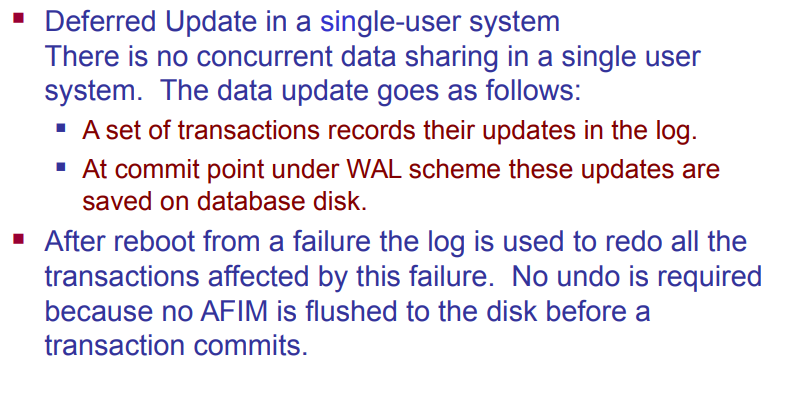 Deferred Update in a single-user system
There is no concurrent data sharing in a single user
system.  The data update goes as follows:
A set of transactions records their updates in the log.
At commit point under WAL scheme these updates are
saved on database disk.
After reboot from a failure the log is used to redo all the
transactions affected by this failure.  No undo is required
because no AFIM is flushed to the disk before a
transaction commits.